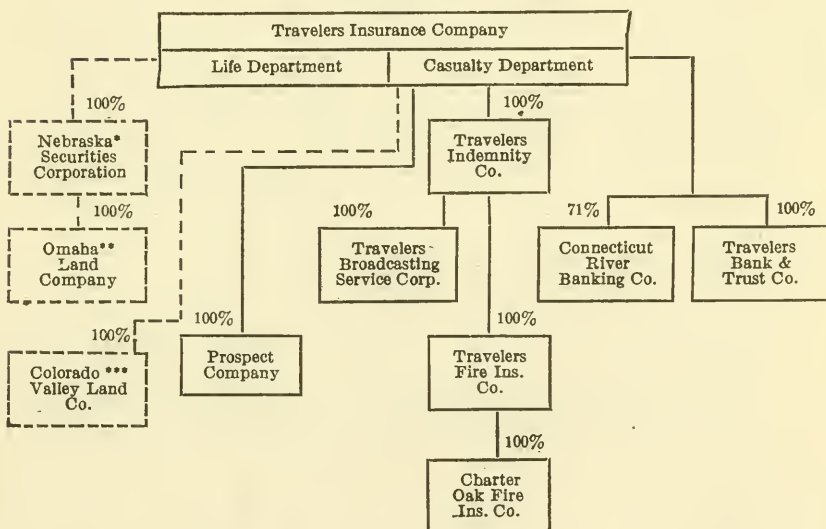 Travelers Insurance Company
Life Department
Casualty Department
100%
100%
Nebraska*
Securities
Corporation
Travelers
Indemnity
Co.
100%
100%
71%
100%
Omaha**
Land
Company
Travelers
Broadcasting
Service Corp.
Connecticut
River
Banking Co.
Travelers
Bank &
Trust Co.
100%
100%
100%
Colorado ***
Valley Land
Co.
Prospect
Company
Travelers
Fire Ins.
Co.
100%
Charter
Oak Fire
Ins. Co.